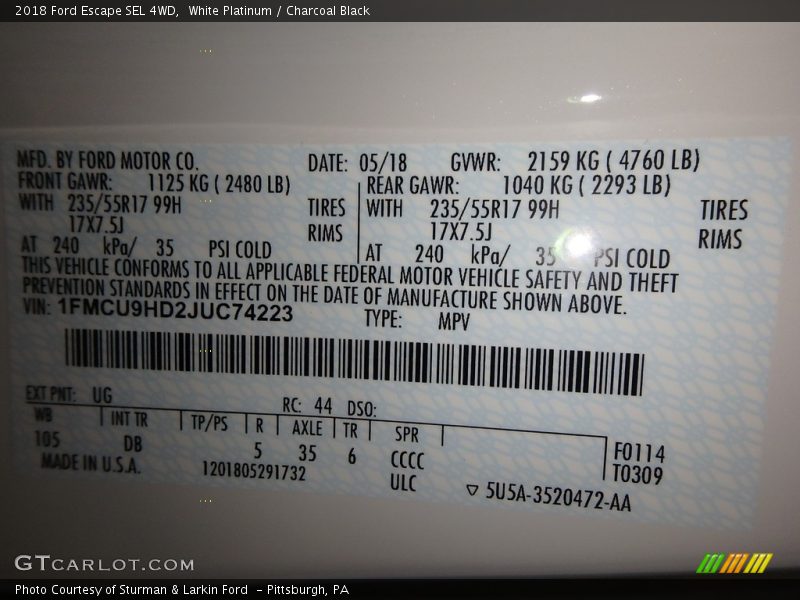 2018 Ford Escape SEL 4WD,  White Platinum / Charcoal Black
MFD. BY FORD MOTOR CO. DATE: 05/18 GVWR: 2159 KG ( 4760 LB)
FRONT GAWR: 1125 KG ( 2480 LB) REAR GAWR: 1040 KG ( 2293 LB)
WITH 235/55R17 99H TIRES WITH 235/55R17 99H TIRES
17X7.5J RIMS 17X7.5J RIMS
AT 240 kPa/ 35 PSI COLD AT 240 kPa/ 35 PSI COLD
THIS VEHICLE CONFORMS TO ALL APPLICABLE FEDERAL MOTOR VEHICLE SAFETY AND THEFT
PREVENTION STANDARDS IN EFFECT ON THE DATE OF MANUFACTURE SHOWN ABOVE.
VIN: 1FMCU9HD2JUC74223 TYPE: MPV
EXT PNT: UG RC: 44 DSO:
WB INT TR TP/PS R AXLE TR SPR F0114
105 DB 5 35 6 CCCC T0309
MADE IN U.S.A. 1201805291732 ULC ▽ 5U5A-3520472-AA
GTCARLOT.COM
Photo Courtesy of Sturman & Larkin Ford  - Pittsburgh, PA